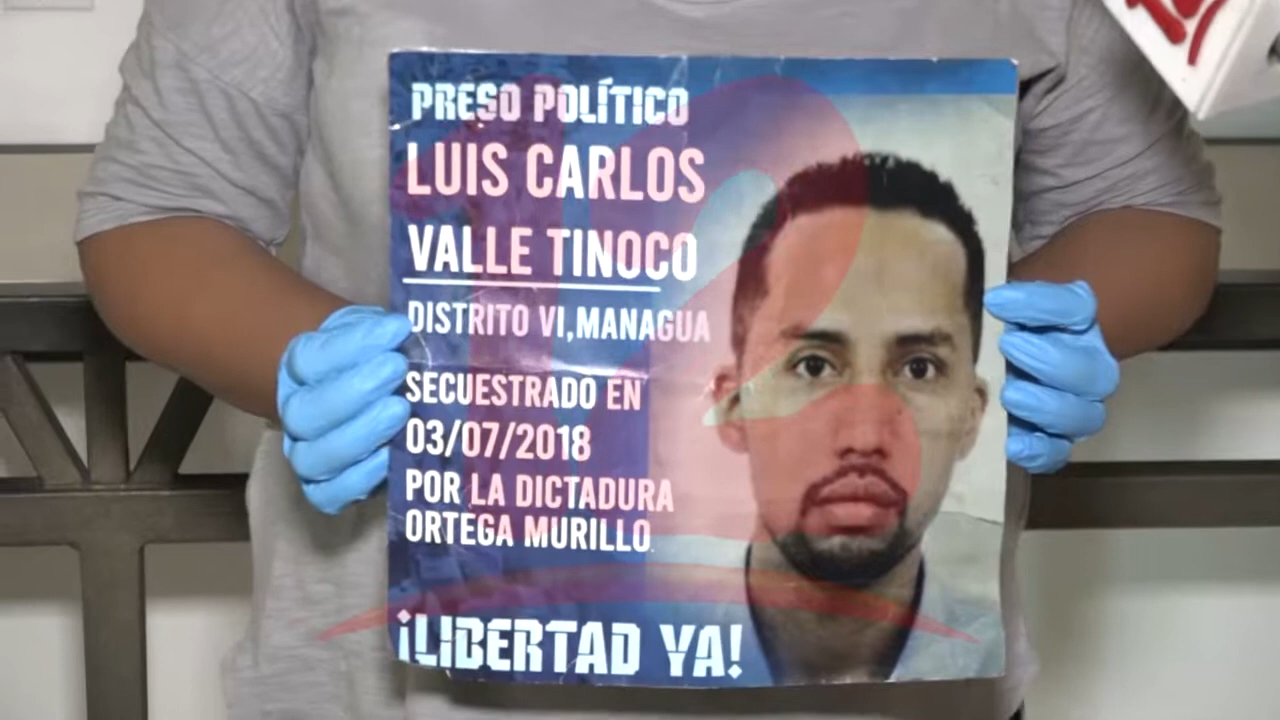 PRESO POLÍTICO
LUIS CARLOS
VALLE TINOCO
DISTRITO VI,MANAGUA
SECUESTRADO EN
03/07/2018
POR LA DICTADURA
ORTEGA MURILLO.
¡LIBERTAD YA!